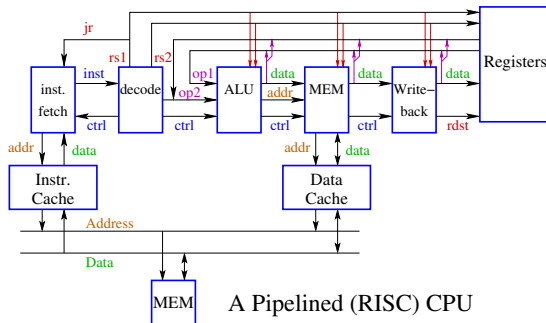 jr
rs1
rs2
inst
op1
op2
data
addr
data
data
inst.
fetch
decode
ALU
MEM
Write-
back
Registers
ctrl
ctrl
ctrl
ctrl
rdst
addr
data
addr
data
Instr.
Cache
Data
Cache
Address
Data
MEM
A Pipelined (RISC) CPU